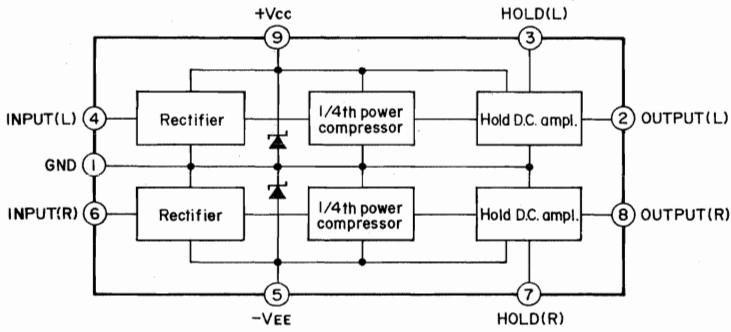 +Vcc
HOLD(L)
9
3
INPUT(L)
4
Rectifier
1/4th power
compressor
Hold D.C. ampl.
2
OUTPUT(L)
GND
1
INPUT(R)
6
Rectifier
1/4th power
compressor
Hold D.C. ampl.
8
OUTPUT(R)
5
7
-VEE
HOLD(R)